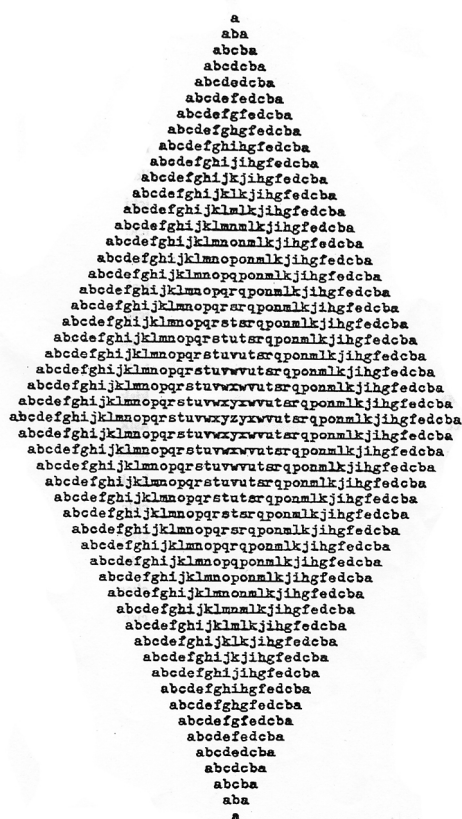 a
aba
abcba
abcdcba
abcdedcba
abcdefedcba
abcdefgfedcba
abcdefghgfedcba
abcdefghihgfedcba
abcdefghijihgfedcba
abcdefghijkjihgfedcba
abcdefghijklkjihgfedcba
abcdefghijklmlkjihgfedcba
abcdefghijklmnmlkjihgfedcba
abcdefghijklmnonmlkjihgfedcba
abcdefghijklmnoponmlkjihgfedcba
abcdefghijklmnopqponmlkjihgfedcba
abcdefghijklmnopqrqponmlkjihgfedcba
abcdefghijklmnopqrsrqponmlkjihgfedcba
abcdefghijklmnopqrstsrqponmlkjihgfedcba
abcdefghijklmnopqrstutsrqponmlkjihgfedcba
abcdefghijklmnopqrstuvutsrqponmlkjihgfedcba
abcdefghijklmnopqrstuvwvutsrqponmlkjihgfedcba
abcdefghijklmnopqrstuvwxwvutsrqponmlkjihgfedcba
abcdefghijklmnopqrstuvwxyxwvutsrqponmlkjihgfedcba
abcdefghijklmnopqrstuvwxyzyxwvutsrqponmlkjihgfedcba
abcdefghijklmnopqrstuvwxyxwvutsrqponmlkjihgfedcba
abcdefghijklmnopqrstuvwxwvutsrqponmlkjihgfedcba
abcdefghijklmnopqrstuvwvutsrqponmlkjihgfedcba
abcdefghijklmnopqrstuvutsrqponmlkjihgfedcba
abcdefghijklmnopqrstutsrqponmlkjihgfedcba
abcdefghijklmnopqrstsrqponmlkjihgfedcba
abcdefghijklmnopqrsrqponmlkjihgfedcba
abcdefghijklmnopqrqponmlkjihgfedcba
abcdefghijklmnopqponmlkjihgfedcba
abcdefghijklmnoponmlkjihgfedcba
abcdefghijklmnonmlkjihgfedcba
abcdefghijklmnmlkjihgfedcba
abcdefghijklmlkjihgfedcba
abcdefghijklkjihgfedcba
abcdefghijkjihgfedcba
abcdefghijihgfedcba
abcdefghihgfedcba
abcdefghgfedcba
abcdefgfedcba
abcdefedcba
abcdedcba
abcdcba
abcba
aba
a